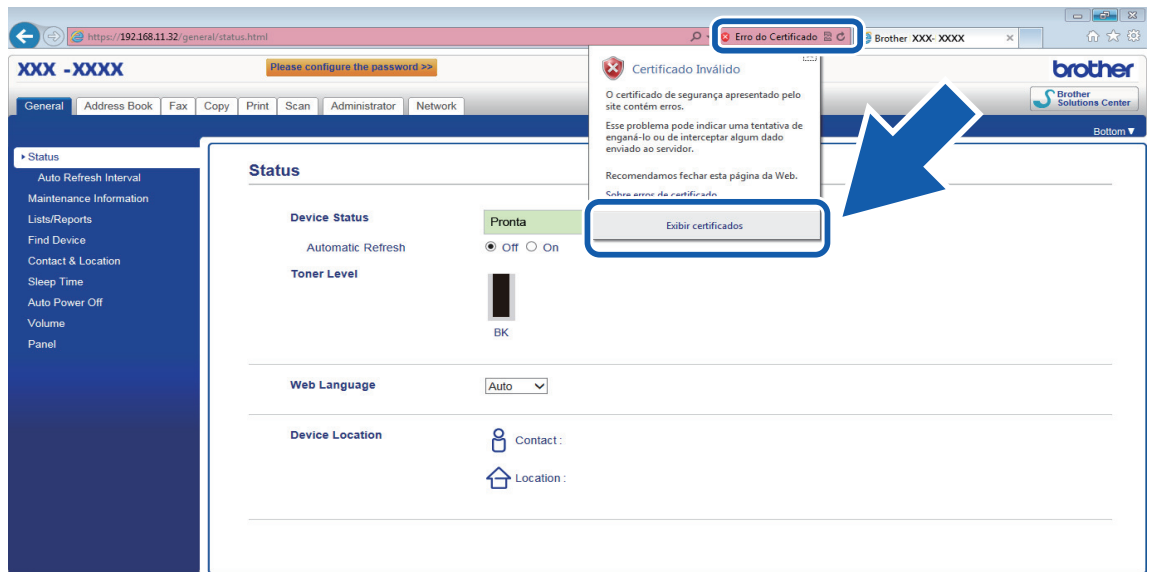 https://192.168.11.32/general/status.html
Erro do Certificado
Brother XXX- XXXX
XXX -XXXX
Please configure the password >>
Certificado Inválido
brother
O certificado de segurança apresentado pelo
site contém erros.
Esse problema pode indicar uma tentativa de
enganá-lo ou de interceptar algum dado
enviado ao servidor.
Recomendamos fechar esta página da Web.
Sobre erros de certificado
Exibir certificados
General Address Book Fax Copy Print Scan Administrator Network
Brother
Solutions Center
Bottom ▼
Status
Auto Refresh Interval
Maintenance Information
Lists/Reports
Find Device
Contact & Location
Sleep Time
Auto Power Off
Volume
Panel
Status
Device Status
Pronta
Automatic Refresh
Off On
Toner Level
BK
Web Language
Auto
Device Location
Contact :
Location :